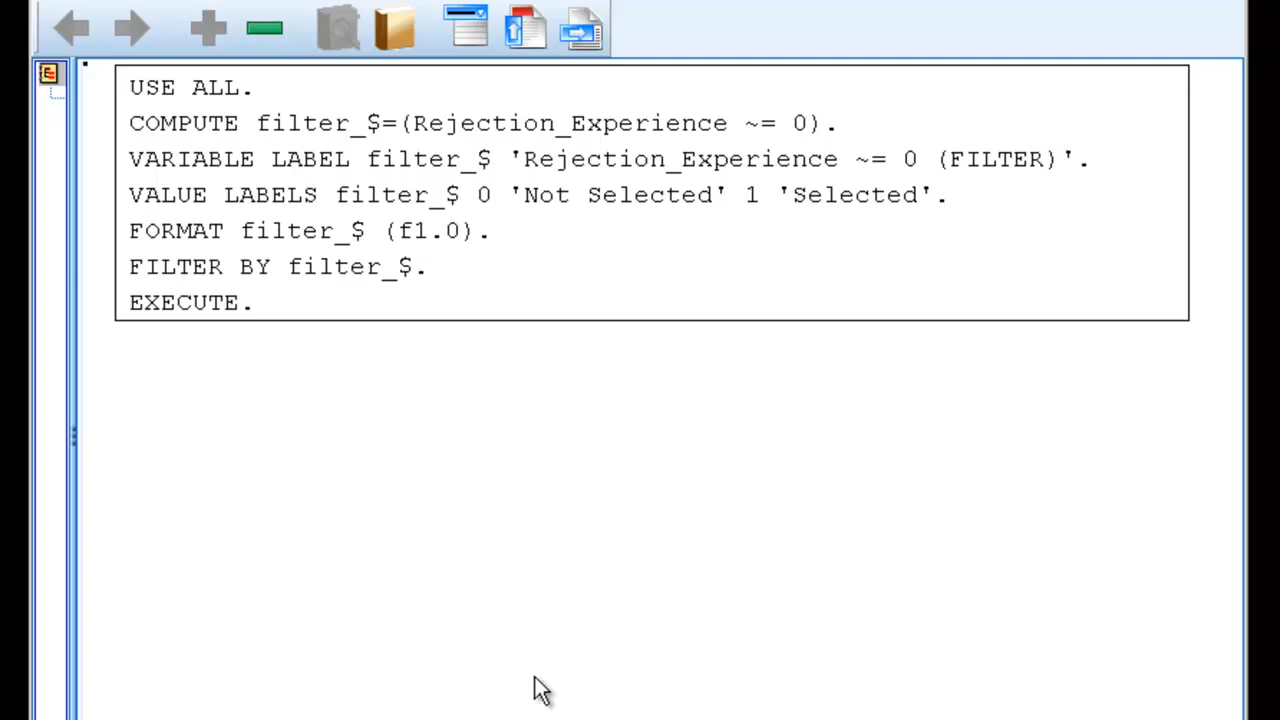 USE ALL.
COMPUTE filter_$=(Rejection_Experience ~= 0).
VARIABLE LABEL filter_$ 'Rejection_Experience ~= 0 (FILTER)'.
VALUE LABELS filter_$ 0 'Not Selected' 1 'Selected'.
FORMAT filter_$ (f1.0).
FILTER BY filter_$.
EXECUTE.